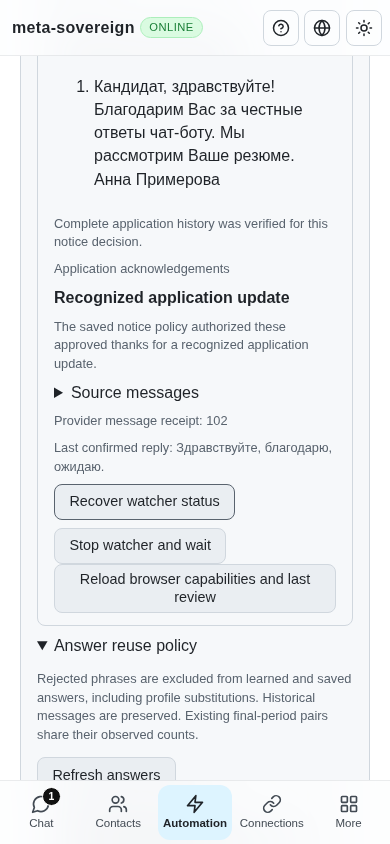 meta-sovereign ONLINE
1. Кандидат, здравствуйте!
Благодарим Вас за честные
ответы чат-боту. Мы
рассмотрим Ваше резюме.
Анна Примерова
Complete application history was verified for this
notice decision.
Application acknowledgements
Recognized application update
The saved notice policy authorized these
approved thanks for a recognized application
update.
Source messages
Provider message receipt: 102
Last confirmed reply: Здравствуйте, благодарю,
ожидаю.
Recover watcher status
Stop watcher and wait
Reload browser capabilities and last
review
Answer reuse policy
Rejected phrases are excluded from learned and saved
answers, including profile substitutions. Historical
messages are preserved. Existing final-period pairs
share their observed counts.
Refresh answers
1
Chat Contacts Automation Connections More